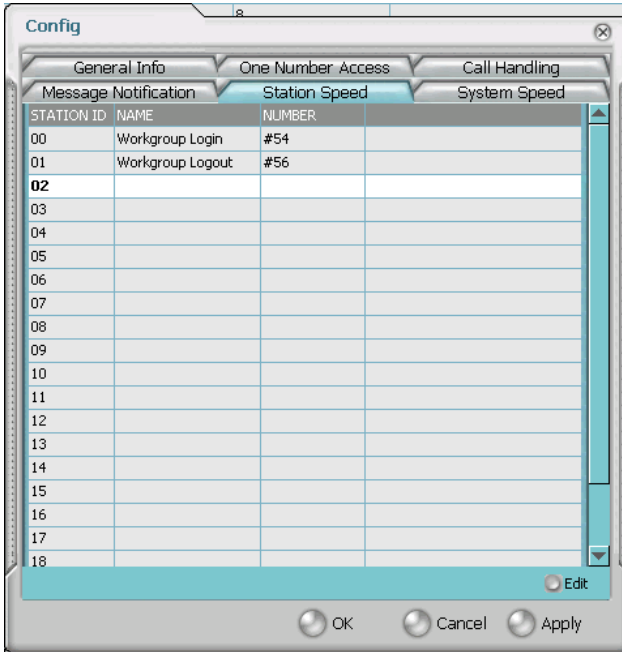 8
Config
General Info One Number Access Call Handling
Message Notification Station Speed System Speed
STATION ID NAME NUMBER
00 Workgroup Login #54
01 Workgroup Logout #56
02
03
04
05
06
07
08
09
10
11
12
13
14
15
16
17
18
Edit
OK Cancel Apply